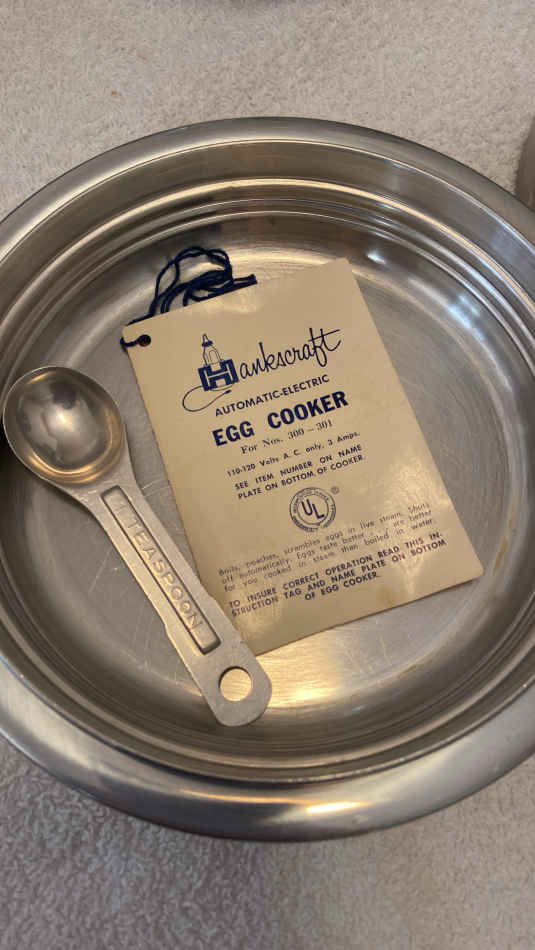 Hankscraft
AUTOMATIC-ELECTRIC
EGG COOKER
For Nos. 300 – 301
110-120 Volts A.C. only, 3 Amps.
SEE ITEM NUMBER ON NAME
PLATE ON BOTTOM OF COOKER.
UL
®
Boils, poaches, scrambles eggs in live steam. Shuts
off automatically. Eggs taste better are better
for you cooked in steam than boiled in water.
TO INSURE CORRECT OPERATION READ THIS IN-
STRUCTION TAG AND NAME PLATE ON BOTTOM
OF EGG COOKER.
1 TEASPOON